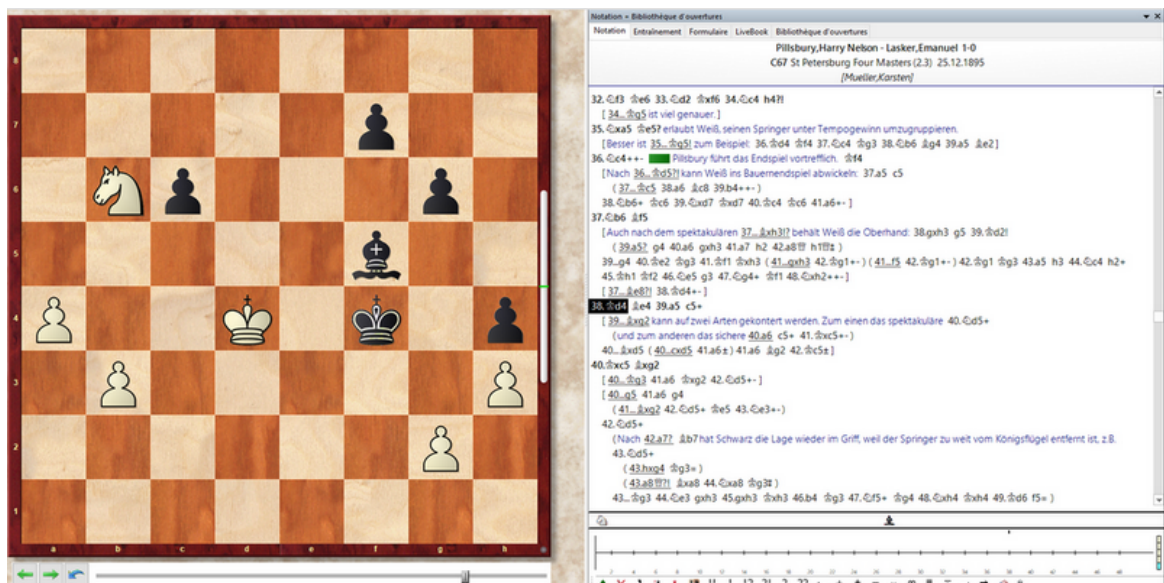 Notation + Bibliothèque d'ouvertures
Notation Entraînement Formulaire LiveBook Bibliothèque d'ouvertures
Pillsbury,Harry Nelson - Lasker,Emanuel 1-0
C67 St Petersburg Four Masters (2.3) 25.12.1895
[Mueller,Karsten]
32.♘f3 ♔e6 33.♘d2 ♔xf6 34.♘c4 h4?!
[ 34...♔g5 ist viel genauer. ]
35.♘xa5 ♔e5? erlaubt Weiß, seinen Springer unter Tempogewinn umzugruppieren.
[Besser ist 35...♔g5! zum Beispiel: 36.♔d4 ♔f4 37.♘c4 ♔g3 38.♘b6 ♗g4 39.a5 ♗e2]
36.♘c4++- Pillsbury führt das Endspiel vortrefflich. ♔f4
[Nach 36...♔d5?! kann Weiß ins Bauernendspiel abwickeln: 37.a5 c5
( 37...♔c5 38.a6 ♗c8 39.b4++- )
38.♘b6+ ♔c6 39.♘xd7 ♔xd7 40.♔c4 ♔c6 41.a6+- ]
37.♘b6 ♗f5
[Auch nach dem spektakulären 37...♗xh3!? behält Weiß die Oberhand: 38.gxh3 g5 39.♔d2!
( 39.a5? g4 40.a6 gxh3 41.a7 h2 42.a8♕ h1♕⇆ )
39...g4 40.♔e2 ♔g3 41.♔f1 ♔xh3 ( 41...gxh3 42.♔g1+- ) ( 41...f5 42.♔g1+- ) 42.♔g1 ♔g3 43.a5 h3 44.♘c4 h2+
45.♔h1 ♔f2 46.♘e5 g3 47.♘g4+ ♔f1 48.♘xh2++- ]
[ 37...♗e8?! 38.♔d4+- ]
38.♔d4 ♗e4 39.a5 c5+
[ 39...♗xg2 kann auf zwei Arten gekontert werden. Zum einen das spektakuläre 40.♘d5+
(und zum anderen das sichere 40.a6 c5+ 41.♔xc5+- )
40...♗xd5 ( 40...cxd5 41.a6± ) 41.a6 ♗g2 42.♔c5± ]
40.♔xc5 ♗xg2
[ 40...♔g3 41.a6 ♔xg2 42.♘d5+- ]
[ 40...g5 41.a6 g4
( 41...♗xg2 42.♘d5+ ♔e5 43.♘e3+- )
42.♘d5+
(Nach 42.a7? ♗b7 hat Schwarz die Lage wieder im Griff, weil der Springer zu weit vom Königsflügel entfernt ist, z.B.
43.♘d5+
( 43.hxg4 ♔g3= )
( 43.a8♕?! ♗xa8 44.♘xa8 ♔g3⇆ )
43...♔g3 44.♘e3 gxh3 45.gxh3 ♔xh3 46.b4 ♔g3 47.♘f5+ ♔g4 48.♘xh4 ♔xh4 49.♔d6 f5= )
8
7
6
5
4
3
2
1
a b c d e f g h